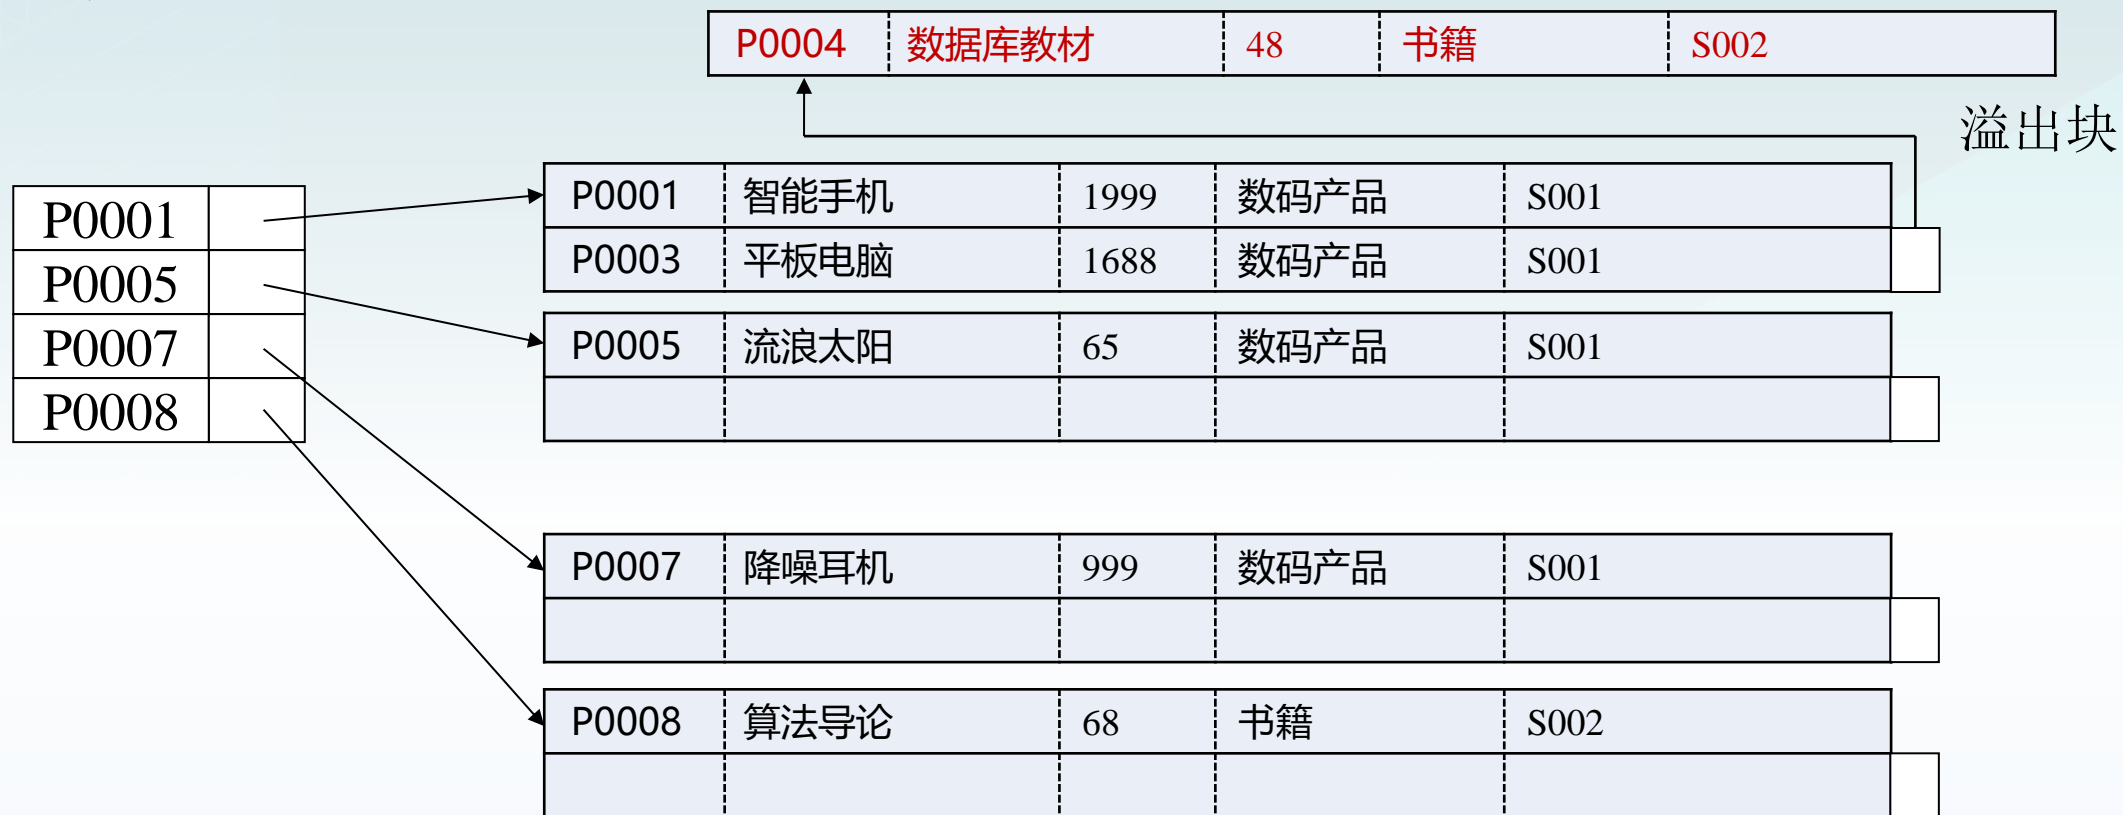 P0004 数据库教材 48 书籍 S002
溢出块
P0001
P0005
P0007
P0008
P0001 智能手机 1999 数码产品 S001
P0003 平板电脑 1688 数码产品 S001
P0005 流浪太阳 65 数码产品 S001
P0007 降噪耳机 999 数码产品 S001
P0008 算法导论 68 书籍 S002